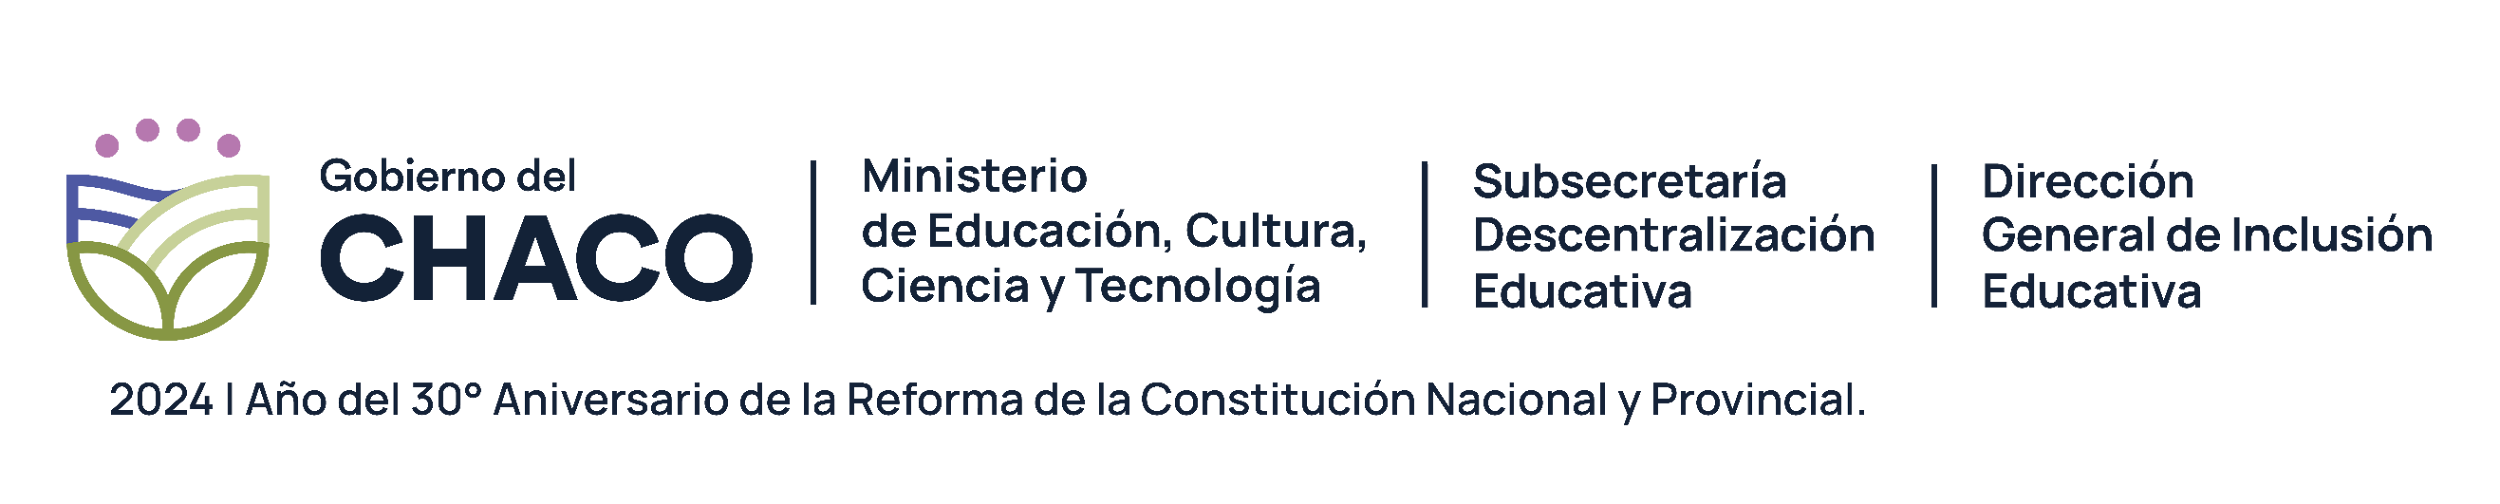 Gobierno del
CHACO
Ministerio
de Educación, Cultura,
Ciencia y Tecnología
Subsecretaría
Descentralización
Educativa
Dirección
General de Inclusión
Educativa
2024 | Año del 30° Aniversario de la Reforma de la Constitución Nacional y Provincial.